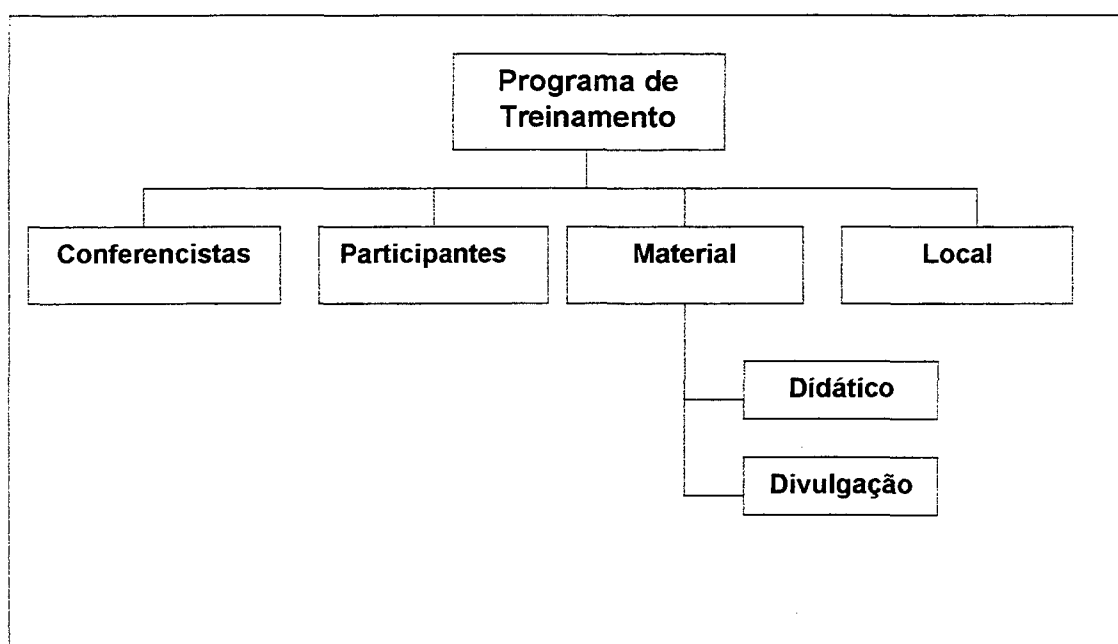 Programa de
Treinamento
Conferencistas
Participantes
Material
Local
Didático
Divulgação